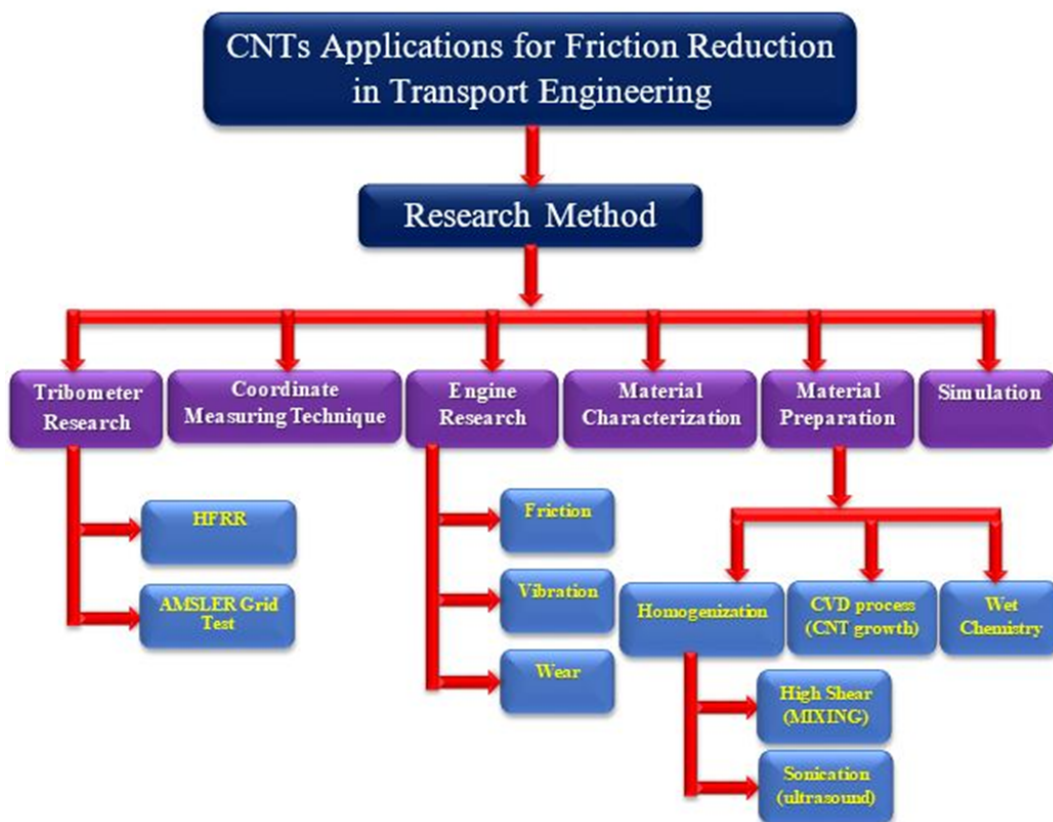 CNTs Applications for Friction Reduction
in Transport Engineering
Research Method
Tribometer
Research
Coordinate
Measuring Technique
Engine
Research
Material
Characterization
Material
Preparation
Simulation
HFRR
AMSLER Grid
Test
Friction
Vibration
Wear
Homogenization
CVD process
(CNT growth)
Wet
Chemistry
High Shear
(MIXING)
Sonication
(ultrasound)